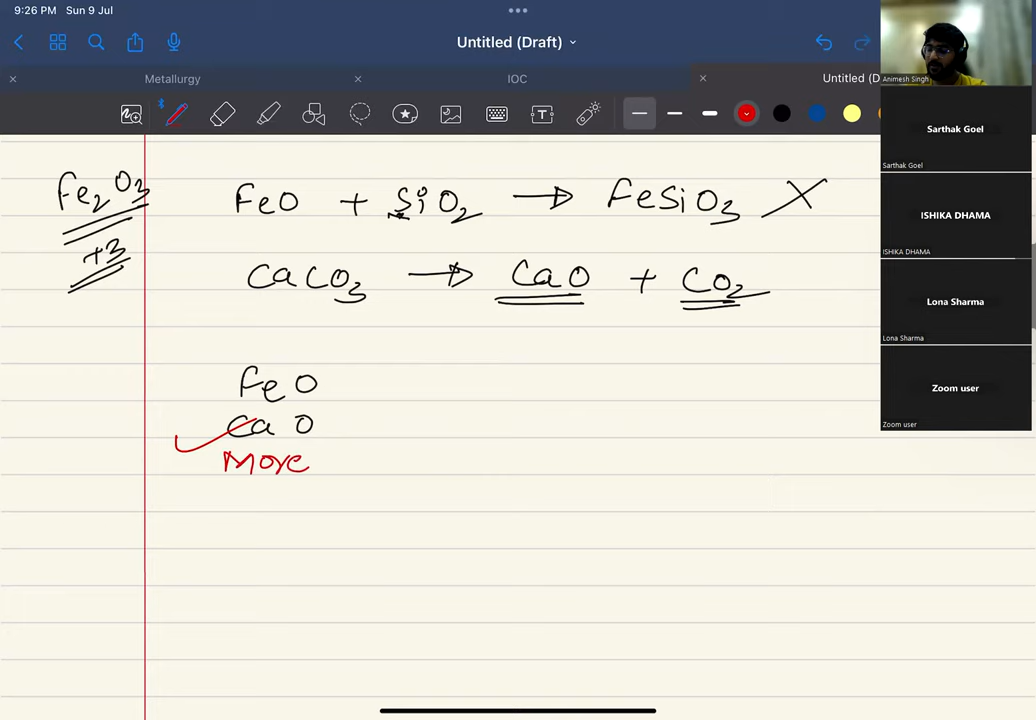 9:26 PM Sun 9 Jul
Untitled (Draft)
Metallurgy
IOC
Untitled (D
Animesh Singh
Sarthak Goel
Sarthak Goel
ISHIKA DHAMA
ISHIKA DHAMA
Lona Sharma
Lona Sharma
Zoom user
Zoom user
Fe2O3
+3
FeO + SiO2 → FeSiO3 X
CaCO3 → CaO + CO2
FeO
CaO
More